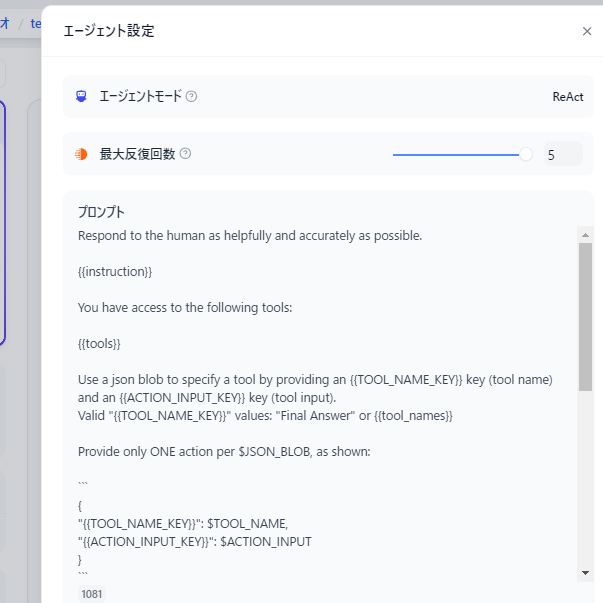 オ / te
エージェント設定
エージェントモード
ReAct
最大反復回数
5
プロンプト
Respond to the human as helpfully and accurately as possible.
{{instruction}}
You have access to the following tools:
{{tools}}
Use a json blob to specify a tool by providing an {{TOOL_NAME_KEY}} key (tool name)
and an {{ACTION_INPUT_KEY}} key (tool input).
Valid "{{TOOL_NAME_KEY}}" values: "Final Answer" or {{tool_names}}
Provide only ONE action per $JSON_BLOB, as shown:
```
{
"{{TOOL_NAME_KEY}}": $TOOL_NAME,
"{{ACTION_INPUT_KEY}}": $ACTION_INPUT
}
```
1081